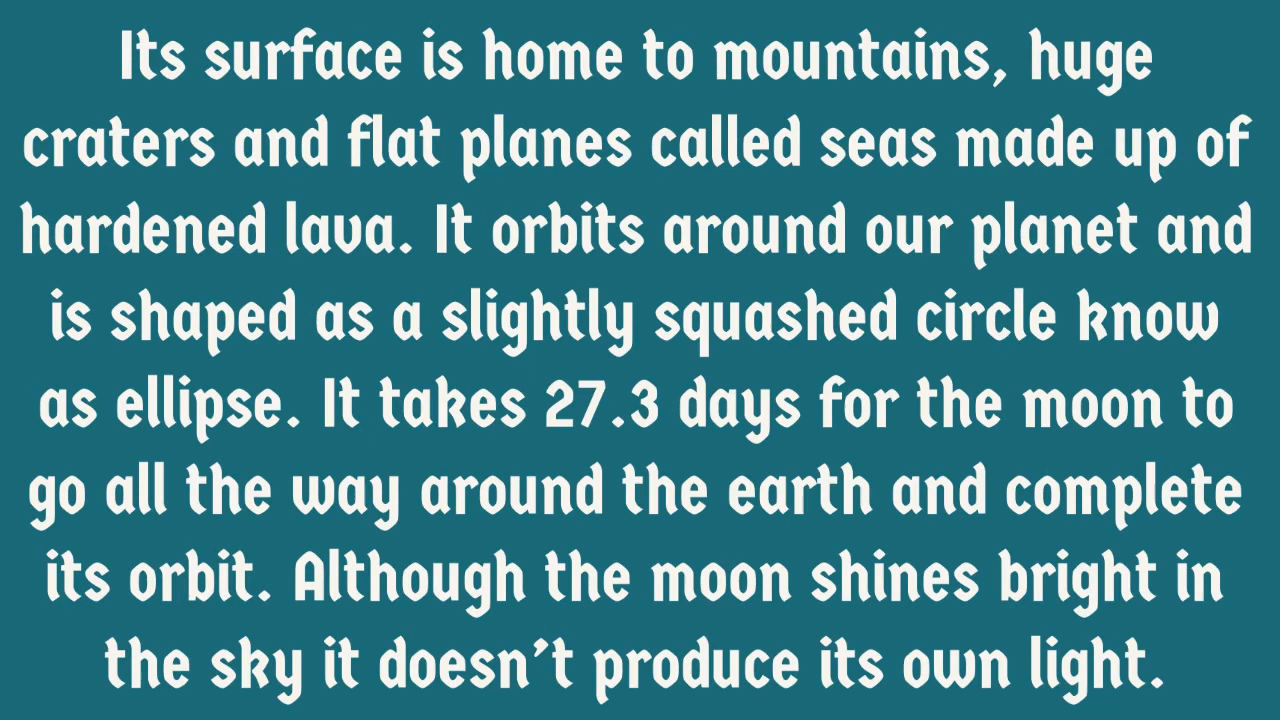 Its surface is home to mountains, huge
craters and flat planes called seas made up of
hardened lava. It orbits around our planet and
is shaped as a slightly squashed circle know
as ellipse. It takes 27.3 days for the moon to
go all the way around the earth and complete
its orbit. Although the moon shines bright in
the sky it doesn’t produce its own light.